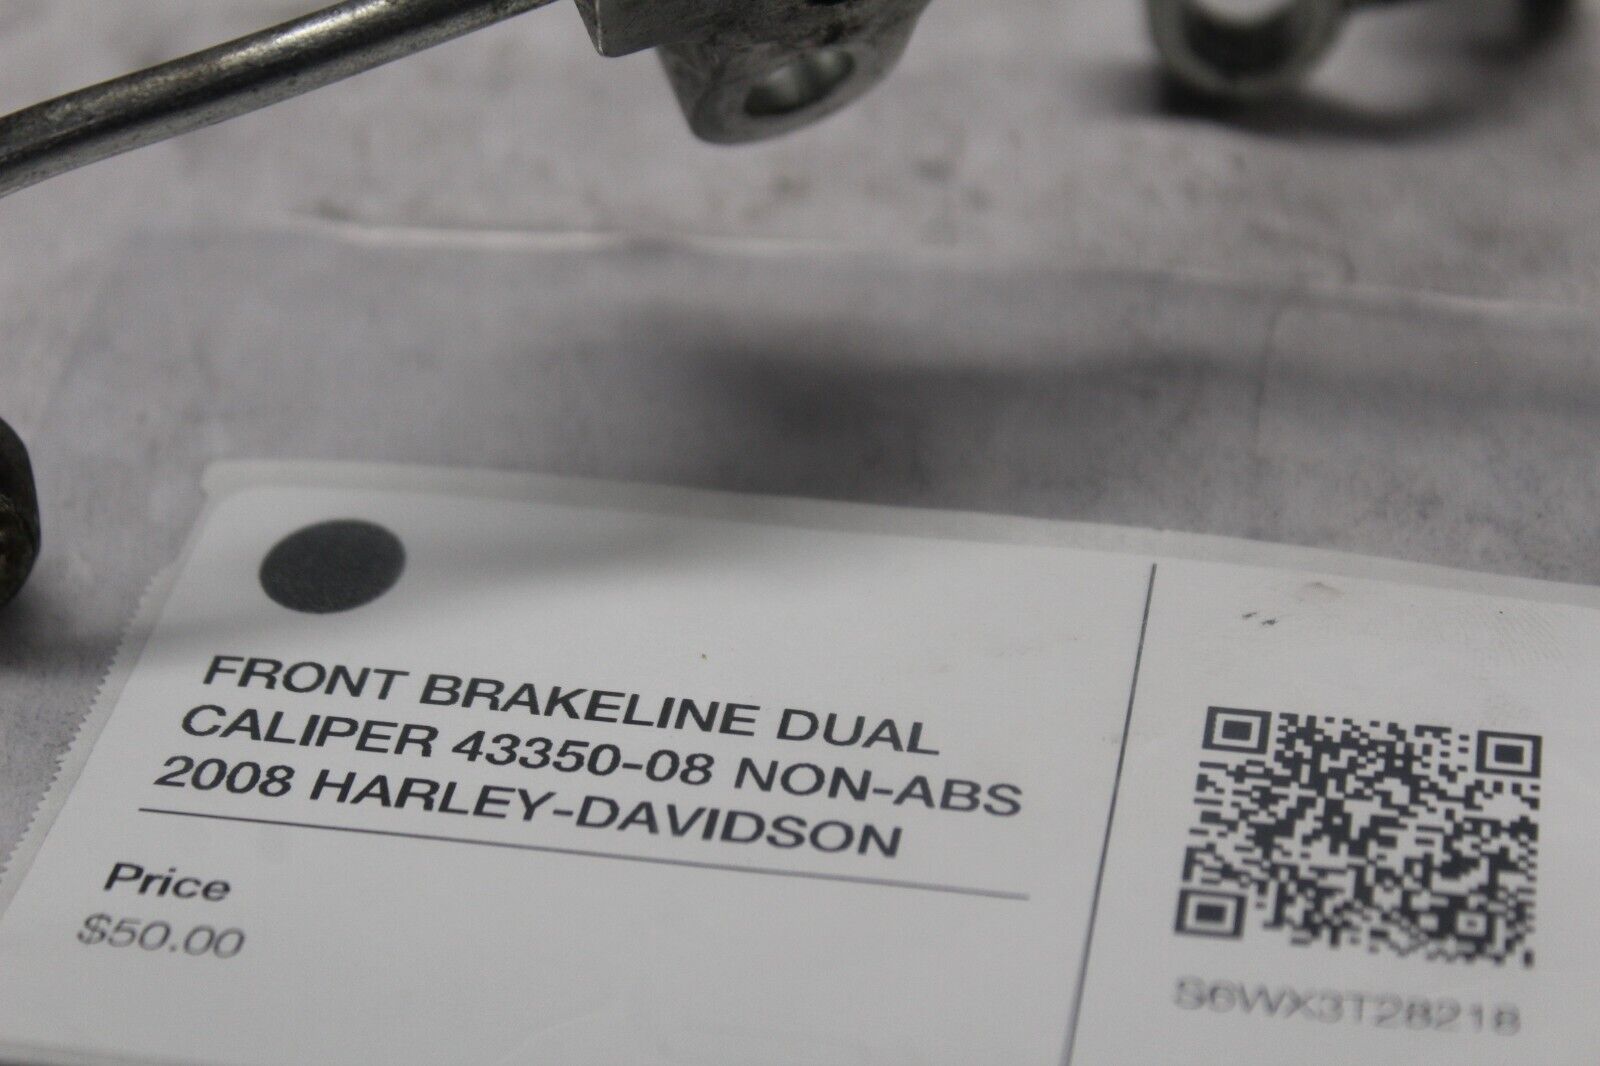 FRONT BRAKELINE DUAL
CALIPER 43350-08 NON-ABS
2008 HARLEY-DAVIDSON
Price
$50.00
S6WX3T28218